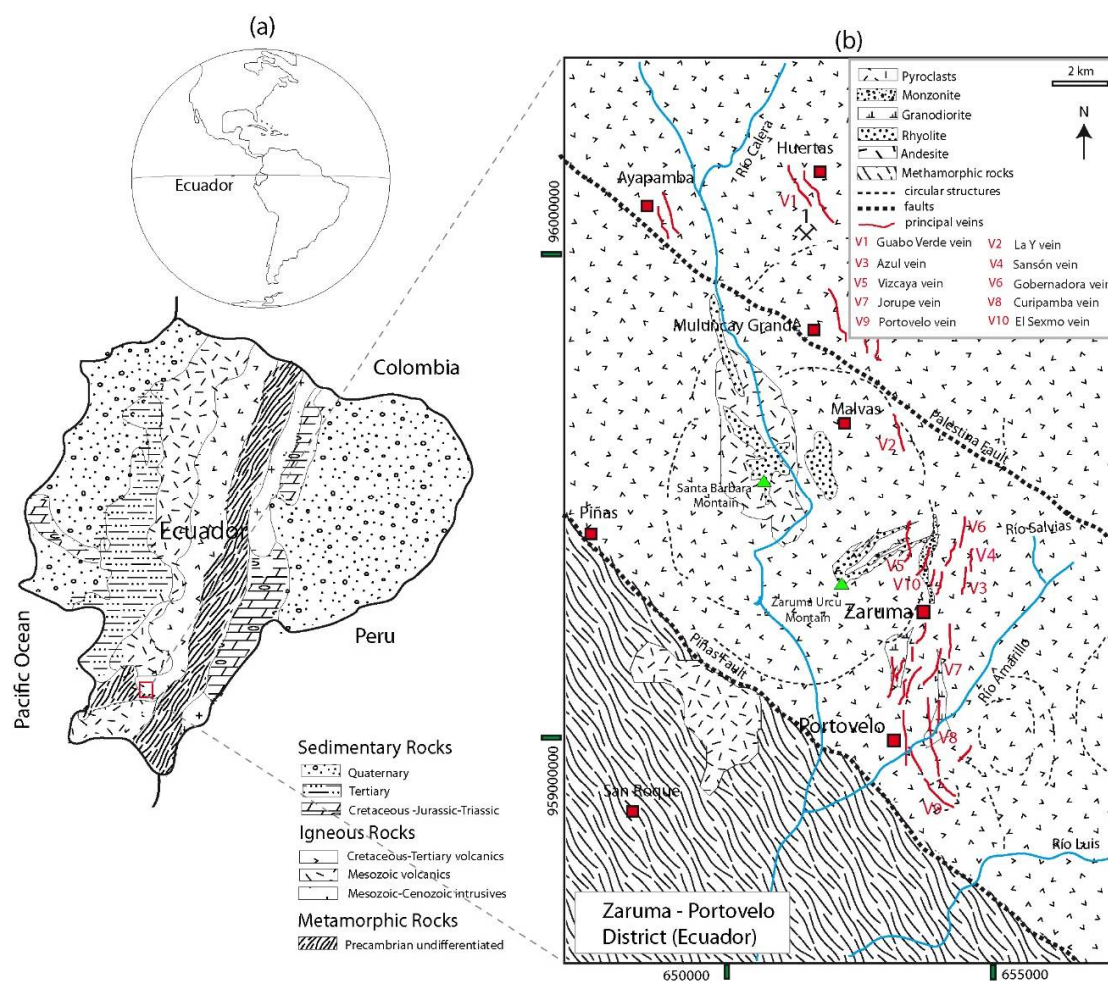 (a)
Ecuador
Colombia
Ecuador
Peru
Pacific Ocean
Sedimentary Rocks
Quaternary
Tertiary
Cretaceous -Jurassic-Triassic
Igneous Rocks
Cretaceous-Tertiary volcanics
Mesozoic volcanics
Mesozoic-Cenozoic intrusives
Metamorphic Rocks
Precambrian undifferentiated
(b)
Pyroclasts
Monzonite
Granodiorite
Rhyolite
Andesite
Methamorphic rocks
circular structures
faults
principal veins
V1 Guabo Verde vein V2 La Y vein
V3 Azul vein V4 Sansón vein
V5 Vizcaya vein V6 Gobernadora vein
V7 Jorupe vein V8 Curipamba vein
V9 Portovelo vein V10 El Sexmo vein
2 km
N
Río Calera
Huertas
Ayapamba
V1
1
96000000
Muluncay Grande
Malvas
V2
Palestina Fault
Santa Bárbara
Montain
Piñas
V6
Río Salvias
V4
V5
V10
V3
Zaruma Urcu
Montain
Zaruma
Piñas Fault
V7
Río Amarillo
Portovelo
V8
9590000
San Roque
V9
Río Luis
Zaruma - Portovelo
District (Ecuador)
650000
655000